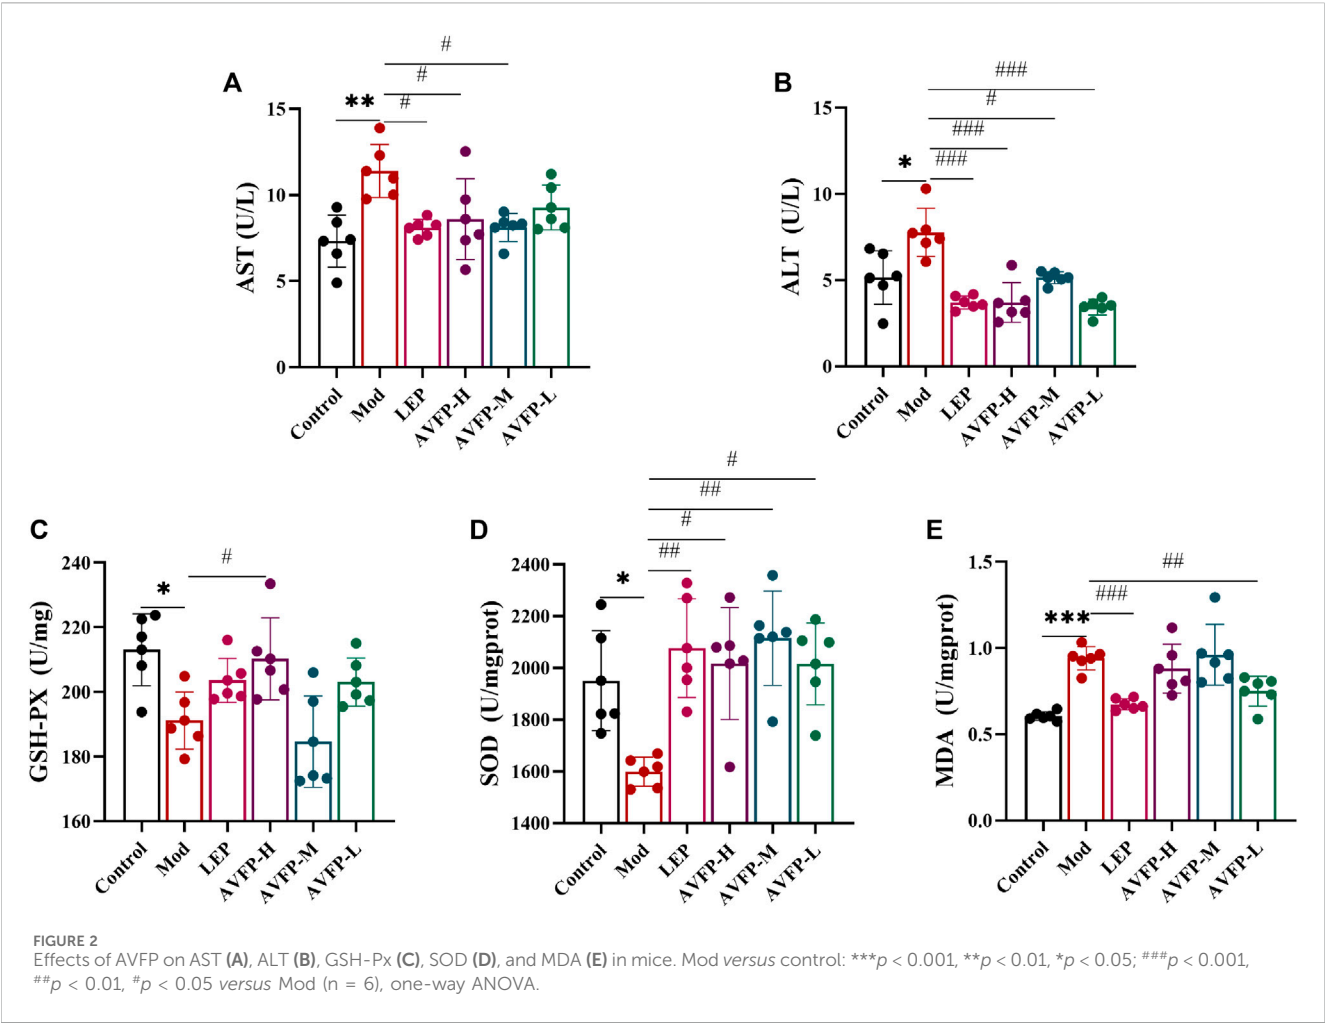 A
AST (U/L)
15
10
5
0
**
#
#
#
Control
Mod
LEP
AVFP-H
AVFP-M
AVFP-L
B
ALT (U/L)
15
10
5
0
*
###
###
#
###
Control
Mod
LEP
AVFP-H
AVFP-M
AVFP-L
C
GSH-PX (U/mg)
240
220
200
180
160
*
#
Control
Mod
LEP
AVFP-H
AVFP-M
AVFP-L
D
SOD (U/mgprot)
2400
2200
2000
1800
1600
1400
*
##
#
##
#
Control
Mod
LEP
AVFP-H
AVFP-M
AVFP-L
E
MDA (U/mgprot)
1.5
1.0
0.5
0.0
***
###
##
Control
Mod
LEP
AVFP-H
AVFP-M
AVFP-L
FIGURE 2
Effects of AVFP on AST (A), ALT (B), GSH-Px (C), SOD (D), and MDA (E) in mice. Mod versus control: ***p < 0.001, **p < 0.01, *p < 0.05; ###p < 0.001,
##p < 0.01, #p < 0.05 versus Mod (n = 6), one-way ANOVA.